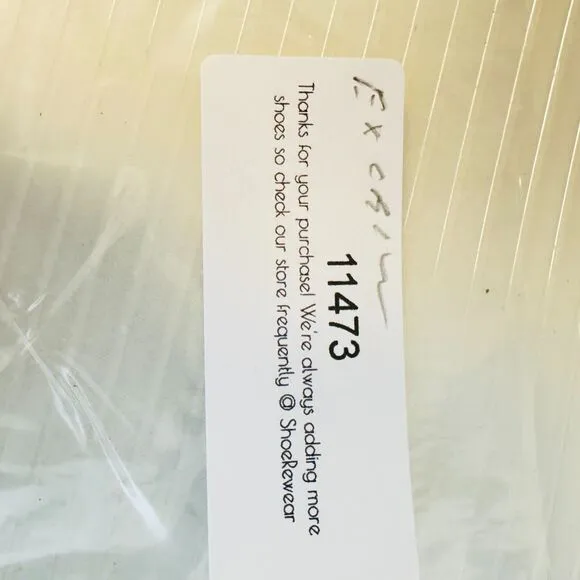 11473
Thanks for your purchase! We're always adding more
shoes so check our store frequently @ ShoeRewear